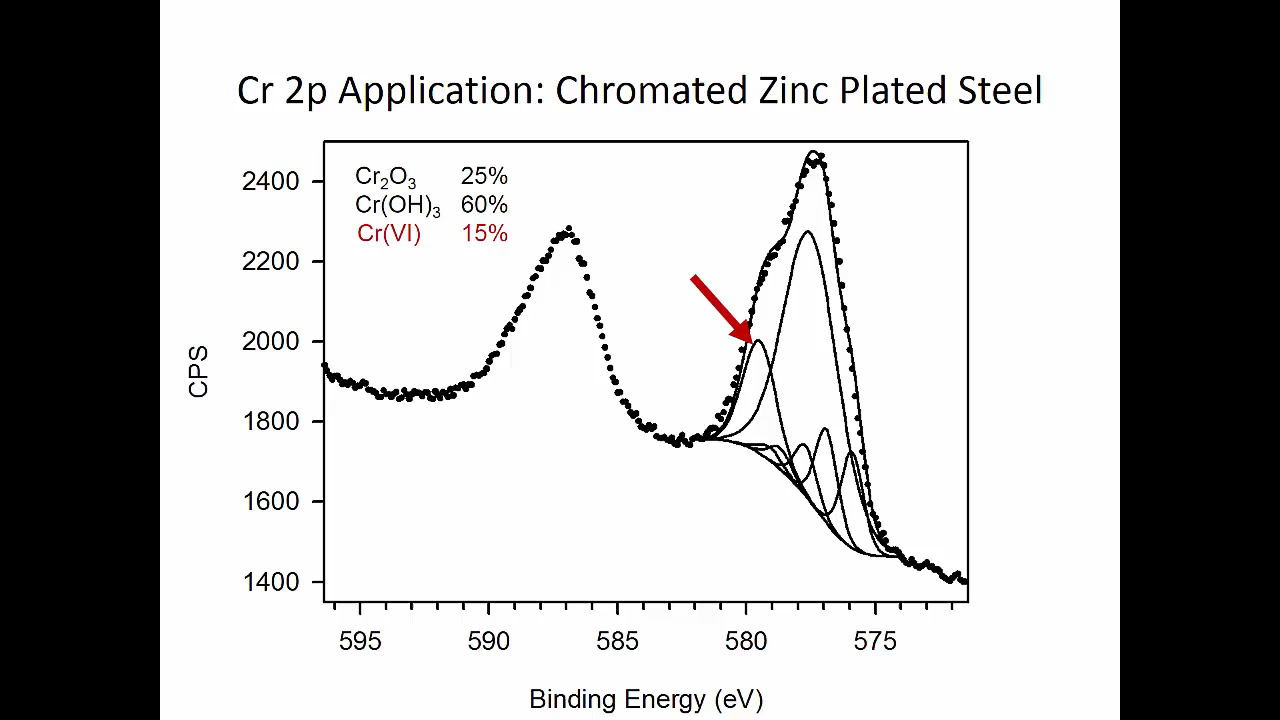 Cr 2p Application: Chromated Zinc Plated Steel
Cr₂O₃ 25%
Cr(OH)₃ 60%
Cr(VI) 15%
2400
2200
2000
1800
1600
1400
CPS
595 590 585 580 575
Binding Energy (eV)